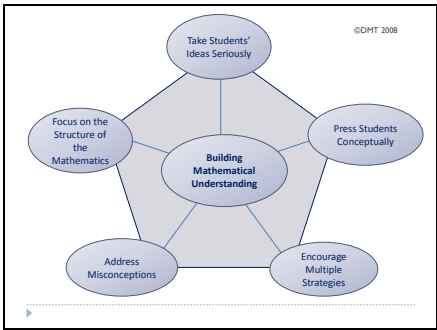 ©DMT 2008
Take Students'
Ideas Seriously
Focus on the
Structure of
the
Mathematics
Press Students
Conceptually
Building
Mathematical
Understanding
Address
Misconceptions
Encourage
Multiple
Strategies